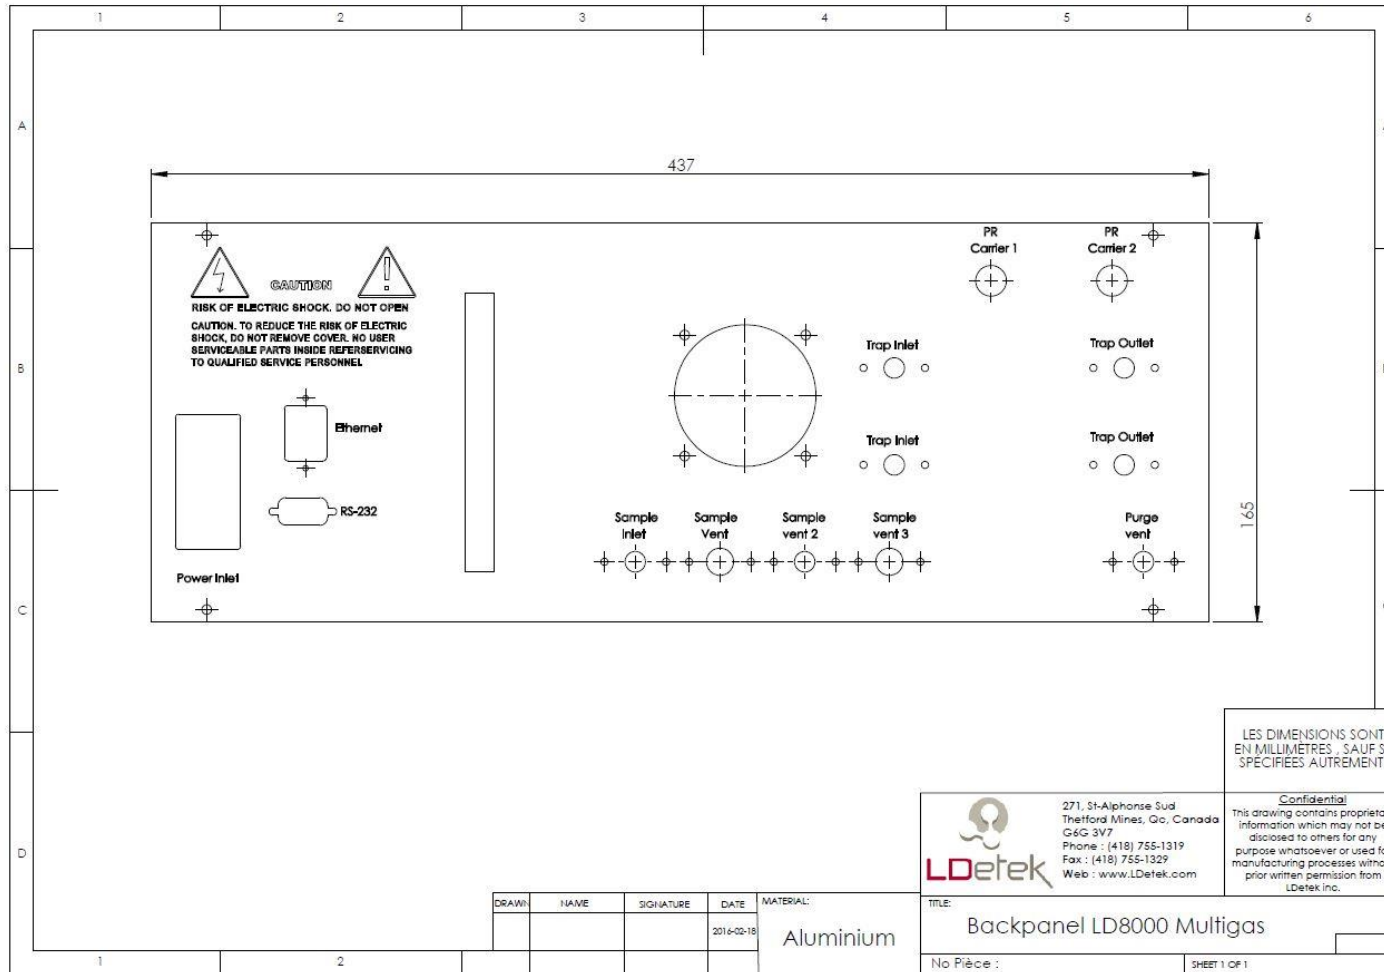 1 2 3 4 5 6
A
437
PR
Carrier 1
PR
Carrier 2
CAUTION
RISK OF ELECTRIC SHOCK. DO NOT OPEN
CAUTION. TO REDUCE THE RISK OF ELECTRIC
SHOCK, DO NOT REMOVE COVER. NO USER
SERVICEABLE PARTS INSIDE REFERSERVICING
TO QUALIFIED SERVICE PERSONNEL
Trap Inlet
Trap Outlet
B
Ethernet
Trap Inlet
Trap Outlet
RS-232
Sample
Inlet
Sample
Vent
Sample
vent 2
Sample
vent 3
Purge
vent
165
Power Inlet
C
LES DIMENSIONS SONT
EN MILLIMÈTRES , SAUF
SPÉCIFIÉES AUTREMENT
D
LDetek
271, St-Alphonse Sud
Thetford Mines, Qc, Canada
G6G 3V7
Phone : (418) 755-1319
Fax : (418) 755-1329
Web : www.LDetek.com
Confidential
This drawing contains
information which may not be
disclosed to others for any
purpose whatsoever or used
manufacturing processes
prior written permission from
LDetek inc.
DRAWN NAME SIGNATURE DATE
2016-02-18
MATERIAL:
Aluminium
TITLE:
Backpanel LD8000 Multigas
No Pièce :
SHEET 1 OF 1
1 2